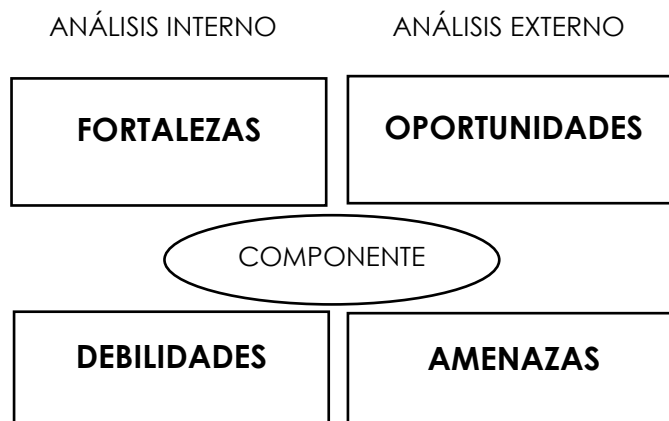 ANÁLISIS INTERNO
ANÁLISIS EXTERNO
FORTALEZAS
OPORTUNIDADES
COMPONENTE
DEBILIDADES
AMENAZAS